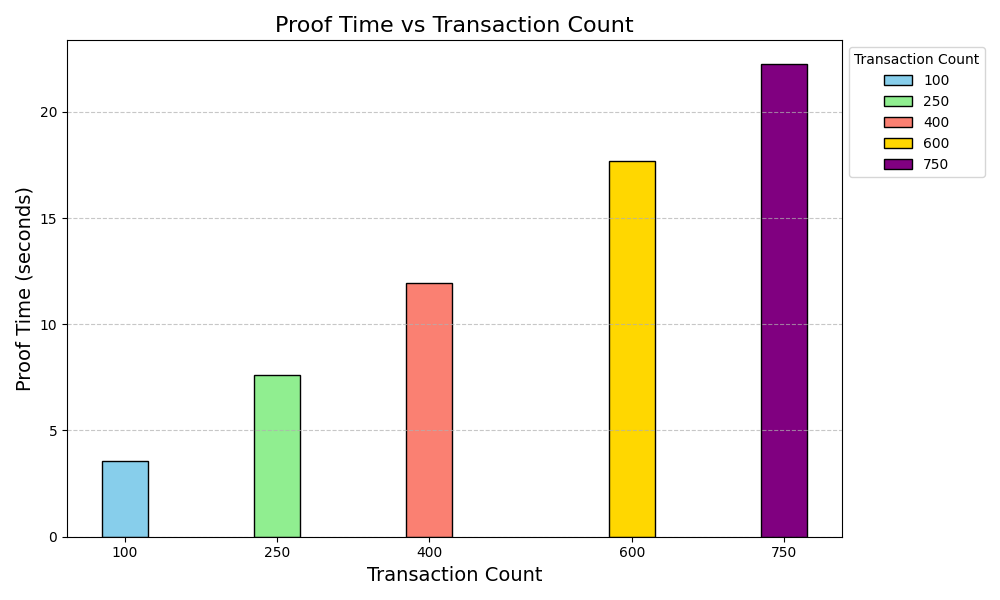 Proof Time vs Transaction Count
Proof Time (seconds)
20
15
10
5
0
100 250 400 600 750
Transaction Count
Transaction Count
100
250
400
600
750